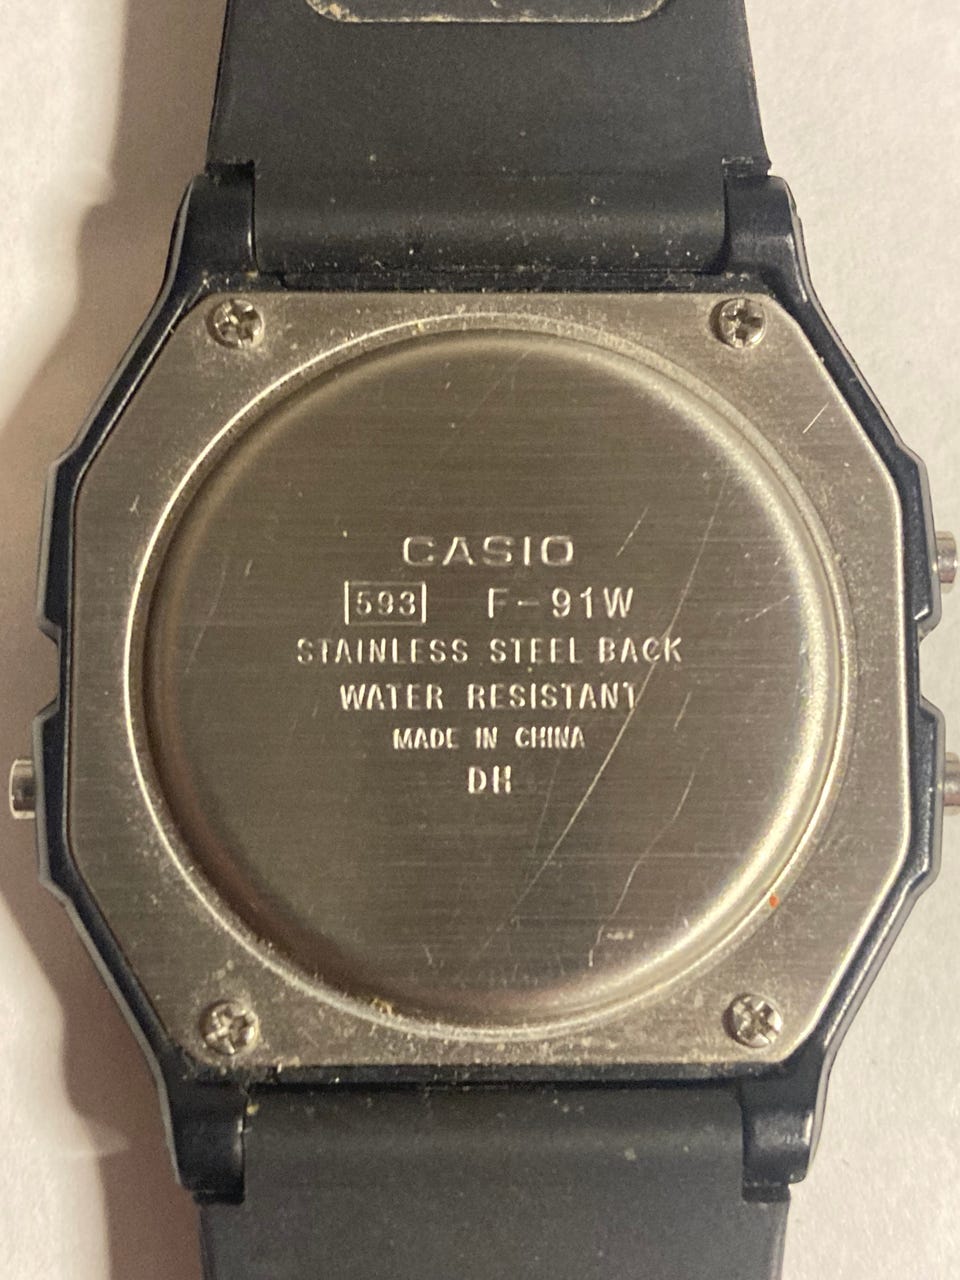 CASIO
593 F-91W
STAINLESS STEEL BACK
WATER RESISTANT
MADE IN CHINA
DH